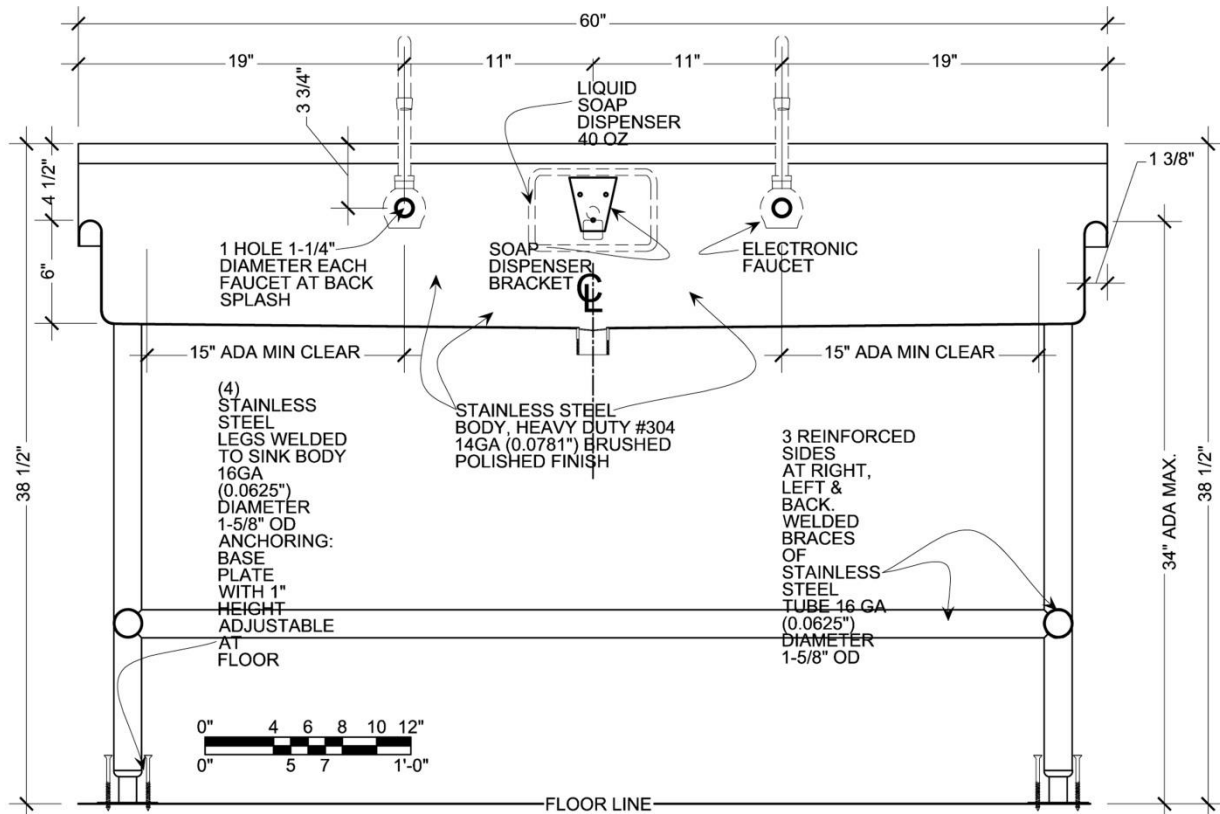 60"
19"
11"
11"
19"
3 3/4"
LIQUID
SOAP
DISPENSER
40 OZ
4 1/2"
1 3/8"
6"
1 HOLE 1-1/4"
DIAMETER EACH
FAUCET AT BACK
SPLASH
SOAP
DISPENSER
BRACKET
ELECTRONIC
FAUCET
CL
15" ADA MIN CLEAR
15" ADA MIN CLEAR
(4)
STAINLESS
STEEL
LEGS WELDED
TO SINK BODY
16GA
(0.0625")
DIAMETER
1-5/8" OD
ANCHORING:
BASE
PLATE
WITH 1"
HEIGHT
ADJUSTABLE
AT
FLOOR
STAINLESS STEEL
BODY, HEAVY DUTY #304
14GA (0.0781") BRUSHED
POLISHED FINISH
3 REINFORCED
SIDES
AT RIGHT,
LEFT &
BACK.
WELDED
BRACES
OF
STAINLESS
STEEL
TUBE 16 GA
(0.0625")
DIAMETER
1-5/8" OD
38 1/2"
34" ADA MAX.
38 1/2"
0" 4 6 8 10 12"
0" 5 7 1'-0"
FLOOR LINE